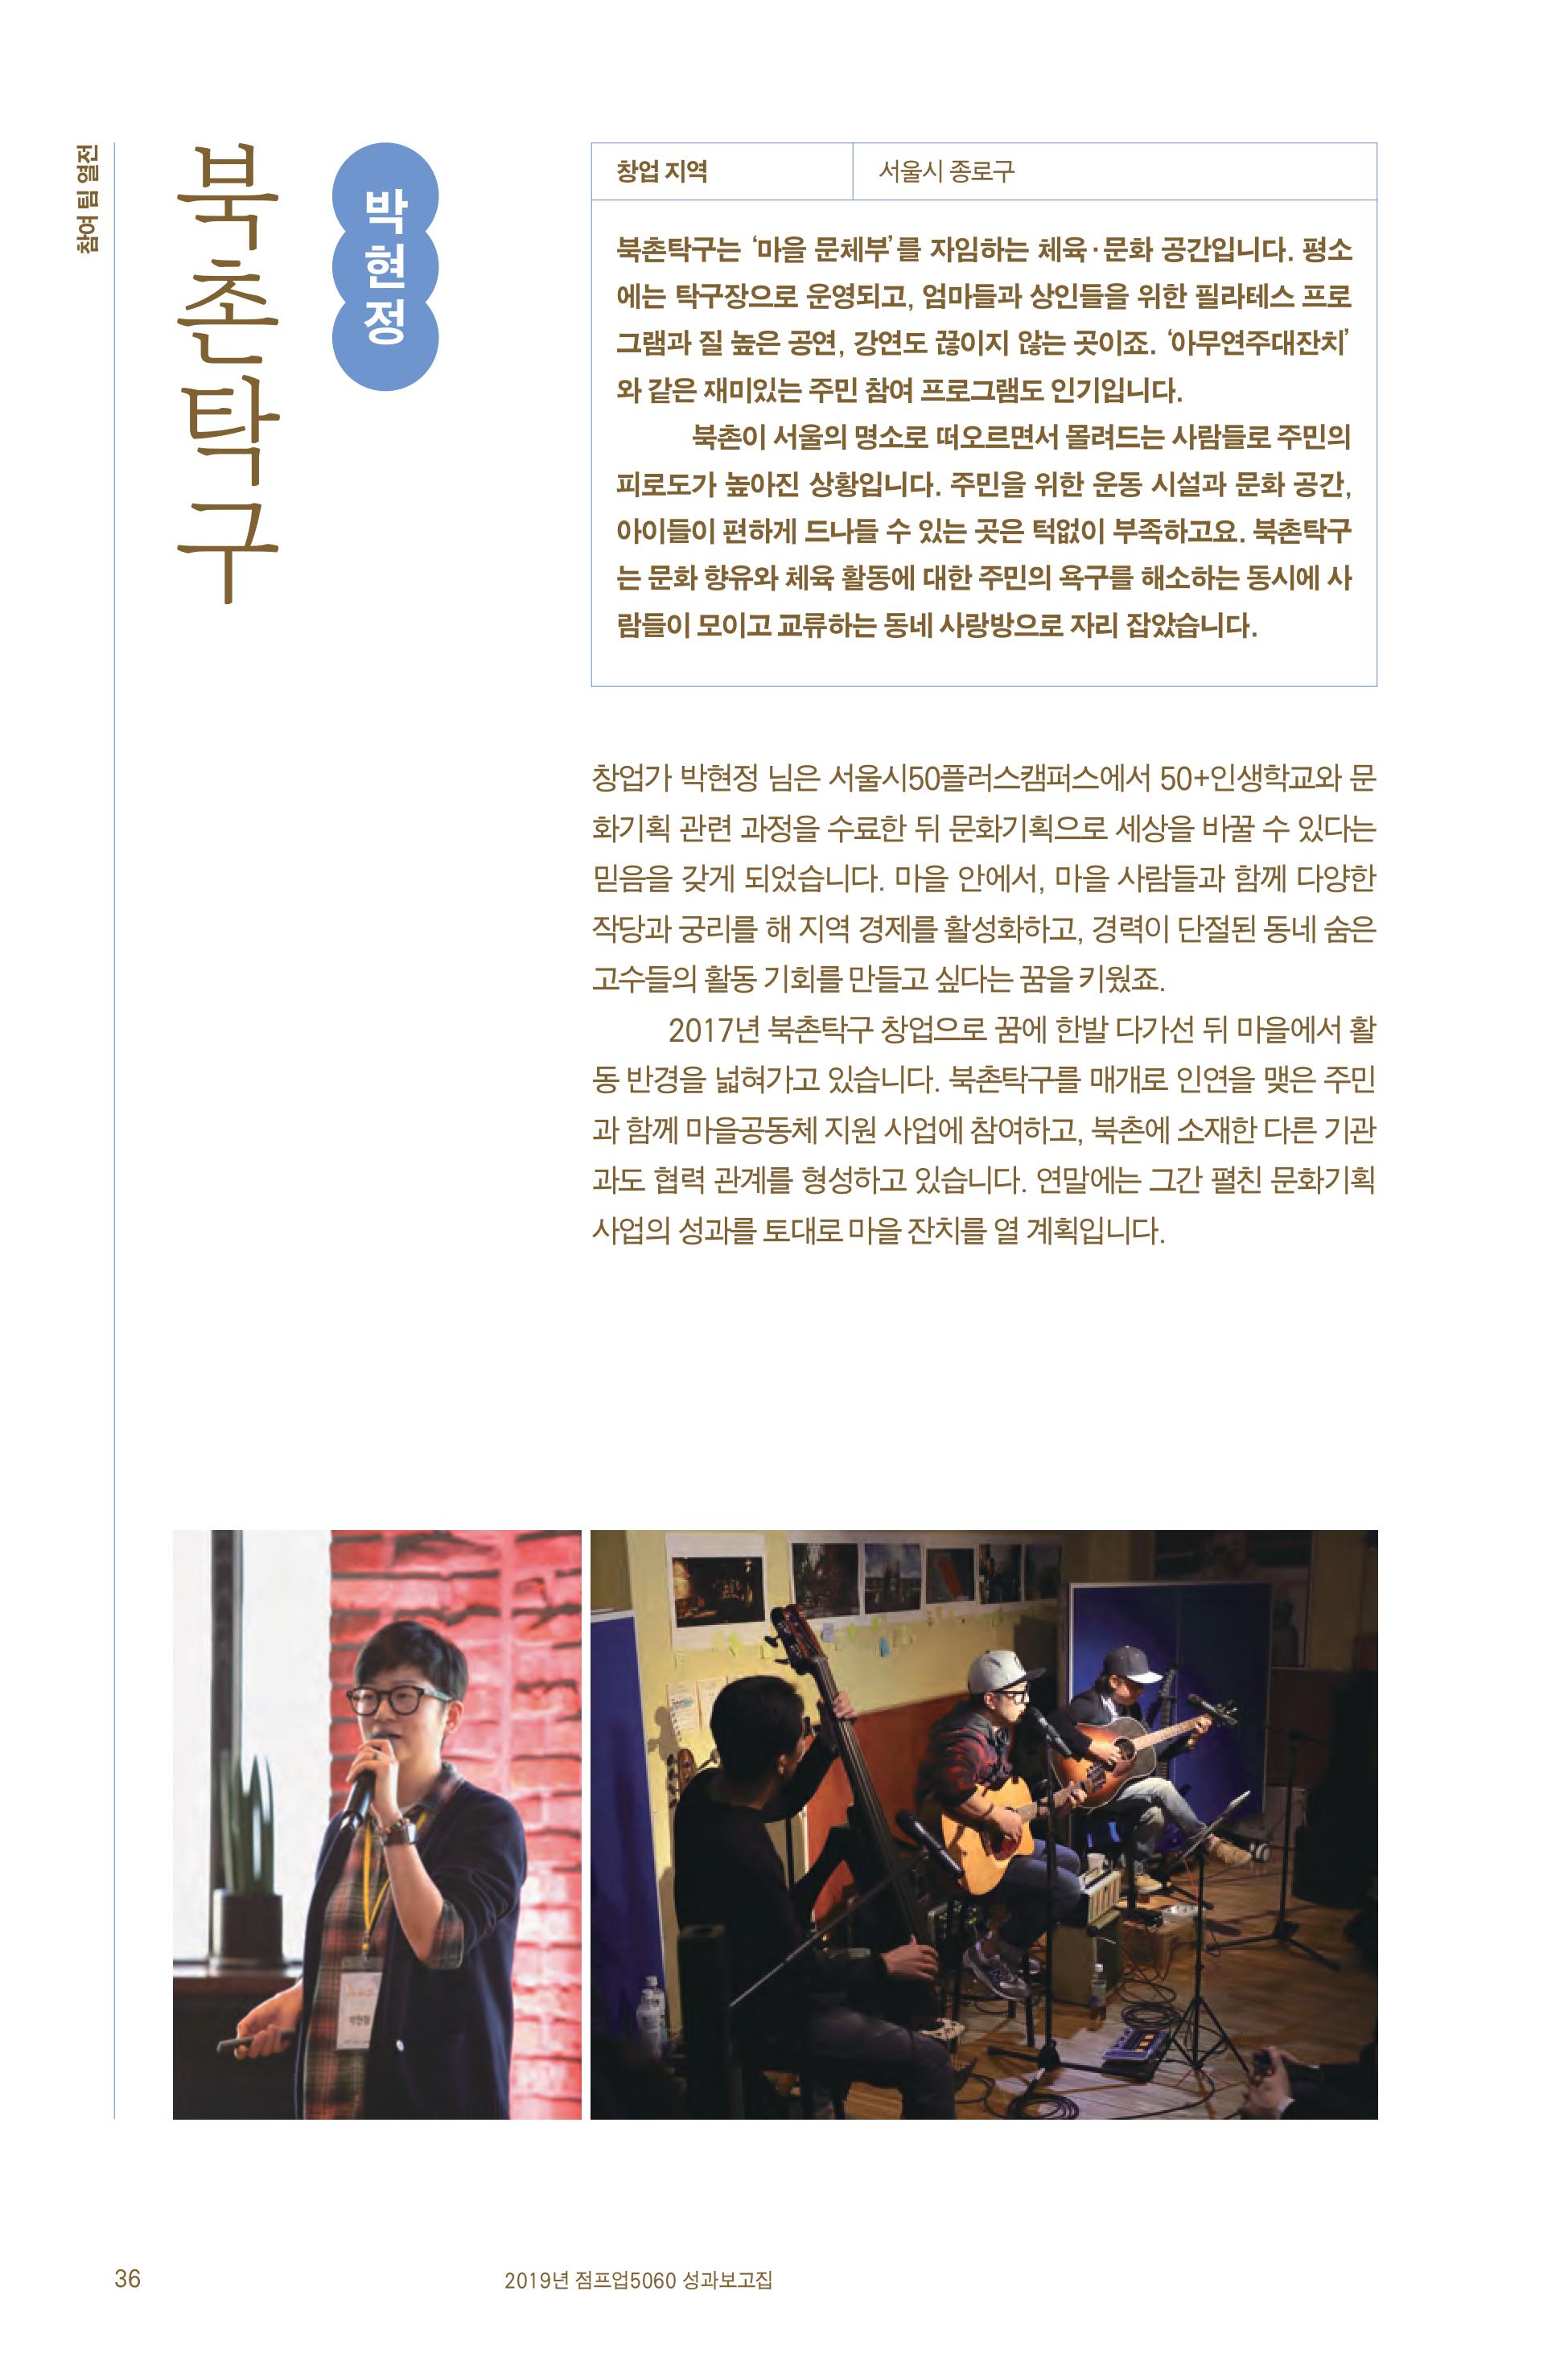 참여 팀 열전
북촌탁구
박현정
창업 지역 서울시 종로구
북촌탁구는 ‘마을 문체부’를 자임하는 체육·문화 공간입니다. 평소
에는 탁구장으로 운영되고, 엄마들과 상인들을 위한 필라테스 프로
그램과 질 높은 공연, 강연도 끊이지 않는 곳이죠. ‘아무연주대잔치’
와 같은 재미있는 주민 참여 프로그램도 인기입니다.
북촌이 서울의 명소로 떠오르면서 몰려드는 사람들로 주민의
피로도가 높아진 상황입니다. 주민을 위한 운동 시설과 문화 공간,
아이들이 편하게 드나들 수 있는 곳은 턱없이 부족하고요. 북촌탁구
는 문화 향유와 체육 활동에 대한 주민의 욕구를 해소하는 동시에 사
람들이 모이고 교류하는 동네 사랑방으로 자리 잡았습니다.
창업가 박현정 님은 서울시50플러스캠퍼스에서 50+인생학교와 문
화기획 관련 과정을 수료한 뒤 문화기획으로 세상을 바꿀 수 있다는
믿음을 갖게 되었습니다. 마을 안에서, 마을 사람들과 함께 다양한
작당과 궁리를 해 지역 경제를 활성화하고, 경력이 단절된 동네 숨은
고수들의 활동 기회를 만들고 싶다는 꿈을 키웠죠.
2017년 북촌탁구 창업으로 꿈에 한발 다가선 뒤 마을에서 활
동 반경을 넓혀가고 있습니다. 북촌탁구를 매개로 인연을 맺은 주민
과 함께 마을공동체 지원 사업에 참여하고, 북촌에 소재한 다른 기관
과도 협력 관계를 형성하고 있습니다. 연말에는 그간 펼친 문화기획
사업의 성과를 토대로 마을 잔치를 열 계획입니다.
박현정
36
2019년 점프업5060 성과보고집